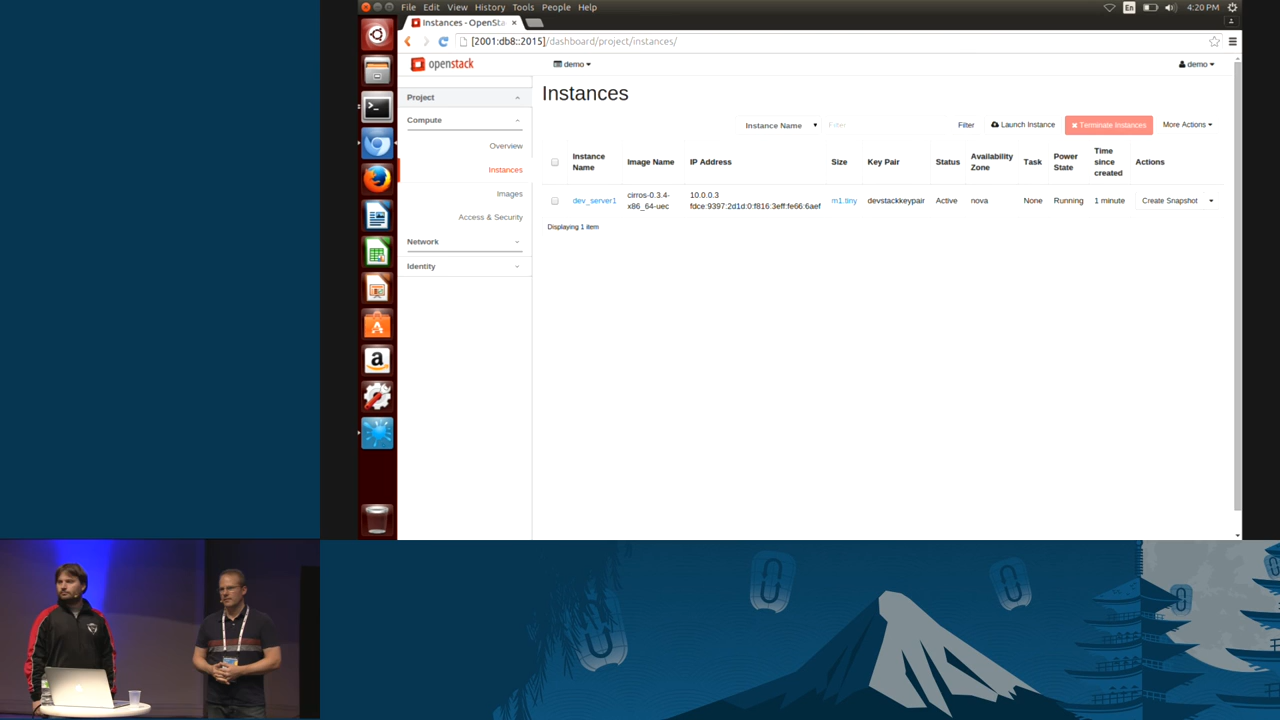 File Edit View History Tools People Help
En 4:20 PM
Instances - OpenSta
[2001:db8::2015]/dashboard/project/instances/
openstack demo demo
Project
Compute
Overview
Instances
Images
Access & Security
Network
Identity
Instances
Instance Name Filter Filter Launch Instance Terminate Instances More Actions
Instance Name Image Name IP Address Size Key Pair Status Availability Zone Task Power State Time since created Actions
dev_server1 cirros-0.3.4-x86_64-uec 10.0.0.3 fdce:9397:2d1d:0:f816:3eff:fe66:6aef m1.tiny devstackkeypair Active nova None Running 1 minute Create Snapshot
Displaying 1 item